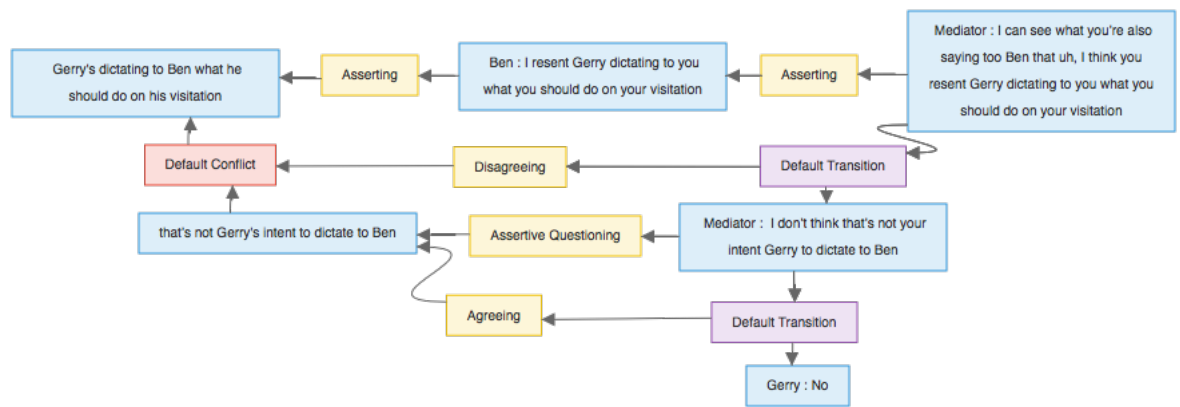 Mediator : I can see what you're also
saying too Ben that uh, I think you
resent Gerry dictating to you what you
should do on your visitation
Gerry's dictating to Ben what he
should do on his visitation
Asserting
Ben : I resent Gerry dictating to you
what you should do on your visitation
Asserting
Default Conflict
Disagreeing
Default Transition
that's not Gerry's intent to dictate to Ben
Assertive Questioning
Mediator :  I don't think that's not your
intent Gerry to dictate to Ben
Agreeing
Default Transition
Gerry : No